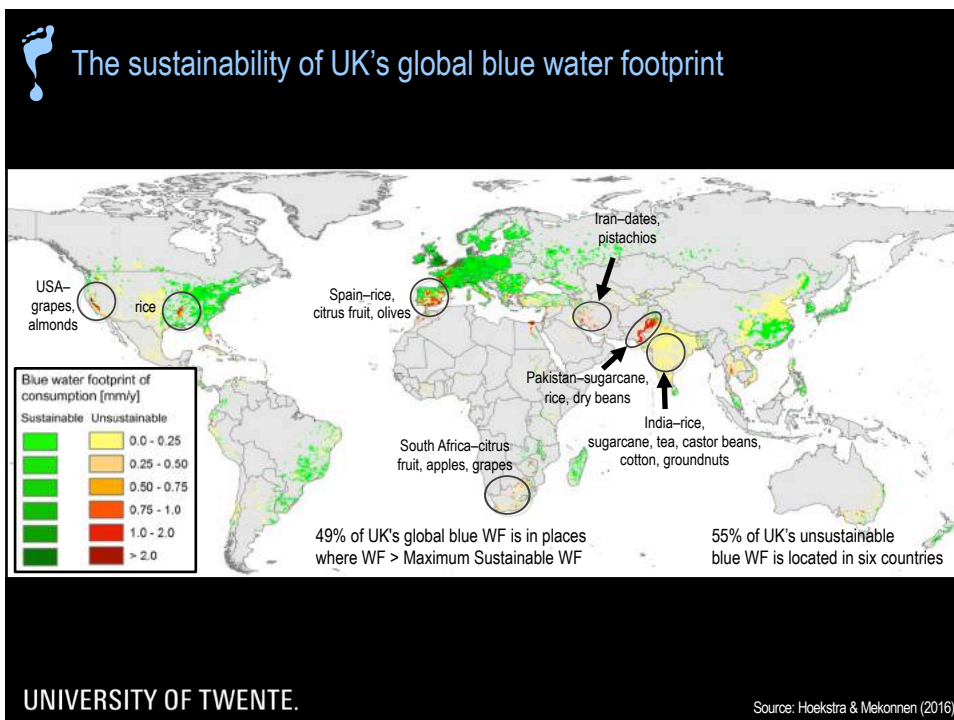 The sustainability of UK's global blue water footprint
Iran–dates,
pistachios
USA–
grapes,
almonds
rice
Spain–rice,
citrus fruit, olives
Pakistan–sugarcane,
rice, dry beans
India–rice,
sugarcane, tea, castor beans,
cotton, groundnuts
South Africa–citrus
fruit, apples, grapes
Blue water footprint of
consumption [mm/y]
Sustainable Unsustainable
0.0 - 0.25
0.25 - 0.50
0.50 - 0.75
0.75 - 1.0
1.0 - 2.0
> 2.0
49% of UK's global blue WF is in places
where WF > Maximum Sustainable WF
55% of UK's unsustainable
blue WF is located in six countries
UNIVERSITY OF TWENTE.
Source: Hoekstra & Mekonnen (2016)